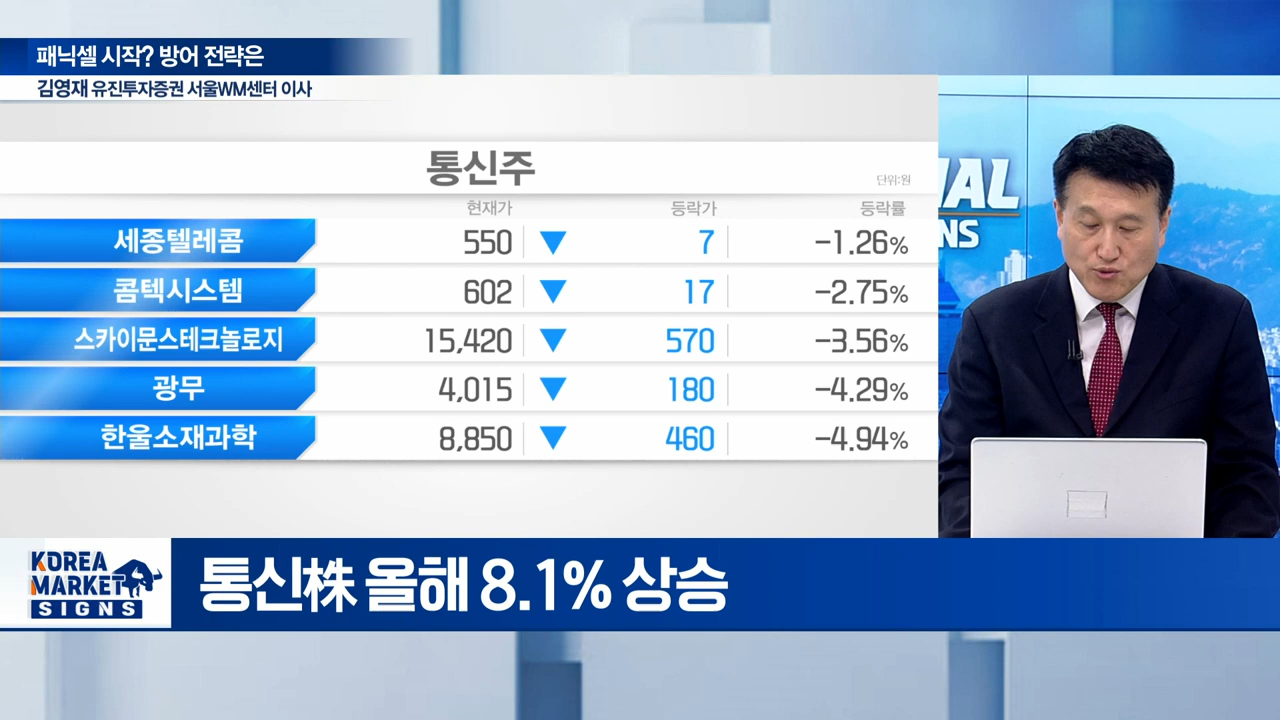 패닉셀 시작? 방어 전략은
김영재 유진투자증권 서울WM센터 이사
통신주
단위:원
현재가 등락가 등락률
세종텔레콤 550 ▼ 7 -1.26%
콤텍시스템 602 ▼ 17 -2.75%
스카이문스테크놀로지 15,420 ▼ 570 -3.56%
광무 4,015 ▼ 180 -4.29%
한울소재과학 8,850 ▼ 460 -4.94%
KOREA
MARKET
SIGNS
통신株 올해 8.1% 상승